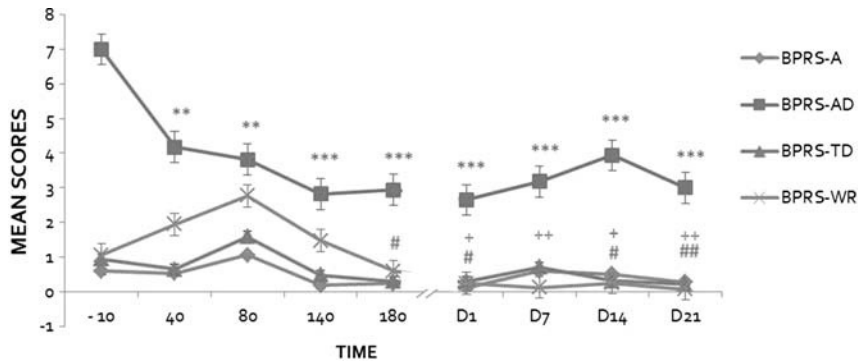 8
7
6
5
4
3
2
1
0
-1
MEAN SCORES
** ** *** *** *** *** *** ***
# + ++ + ++
# # ##
- 10 40 80 140 180 D1 D7 D14 D21
TIME
BPRS-A
BPRS-AD
BPRS-TD
BPRS-WR